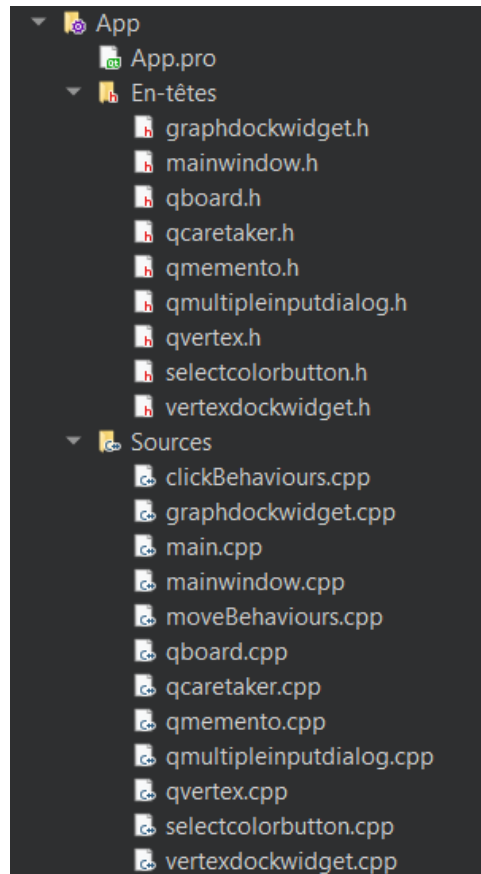 App
App.pro
En-têtes
graphdockwidget.h
mainwindow.h
qboard.h
qcaretaker.h
qmemento.h
qmultipleinputdialog.h
qvertex.h
selectcolorbutton.h
vertexdockwidget.h
Sources
clickBehaviours.cpp
graphdockwidget.cpp
main.cpp
mainwindow.cpp
moveBehaviours.cpp
qboard.cpp
qcaretaker.cpp
qmemento.cpp
qmultipleinputdialog.cpp
qvertex.cpp
selectcolorbutton.cpp
vertexdockwidget.cpp